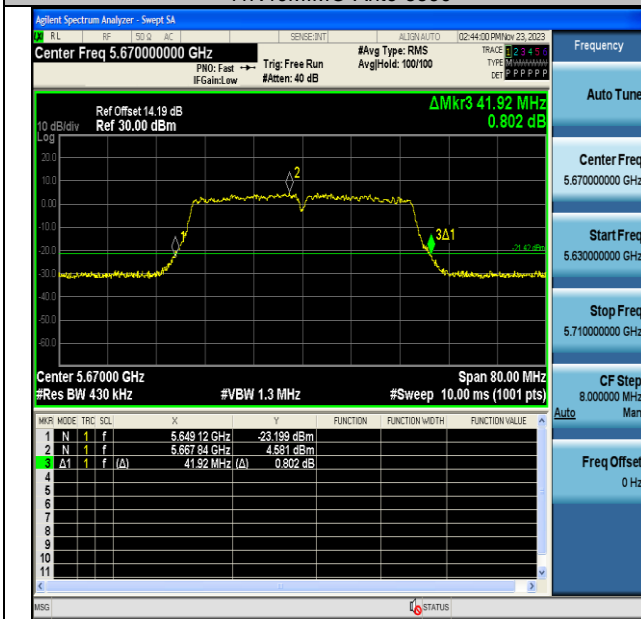 Agilent Spectrum Analyzer - Swept SA
RL RF 50 Ω AC SENSE:INT ALIGN AUTO 02:44:00 PM Nov 23, 2023
Center Freq 5.670000000 GHz
PNO: Fast
IFGain:Low
Trig: Free Run
#Atten: 40 dB
#Avg Type: RMS
Avg|Hold: 100/100
TRACE 1 2 3 4 5 6
TYPE M
DET P P P P P P
Frequency
Auto Tune
Center Freq
5.670000000 GHz
Start Freq
5.630000000 GHz
Stop Freq
5.710000000 GHz
CF Step
8.000000 MHz
Auto Man
Freq Offset
0 Hz
Ref Offset 14.19 dB
Ref 30.00 dBm
10 dB/div
Log
ΔMkr3 41.92 MHz
0.802 dB
20.0
10.0
0.00
-10.0
-20.0
-30.0
-40.0
-50.0
-60.0
1
2
3Δ1
-21.42 dBm
Center 5.67000 GHz Span 80.00 MHz
#Res BW 430 kHz #VBW 1.3 MHz #Sweep 10.00 ms (1001 pts)
MKR MODE TRC SCL X Y FUNCTION FUNCTION WIDTH FUNCTION VALUE
1 N 1 f 5.649 12 GHz -23.199 dBm
2 N 1 f 5.667 84 GHz 4.581 dBm
3 Δ1 1 f (Δ) 41.92 MHz (Δ) 0.802 dB
4
5
6
7
8
9
10
11
MSG STATUS